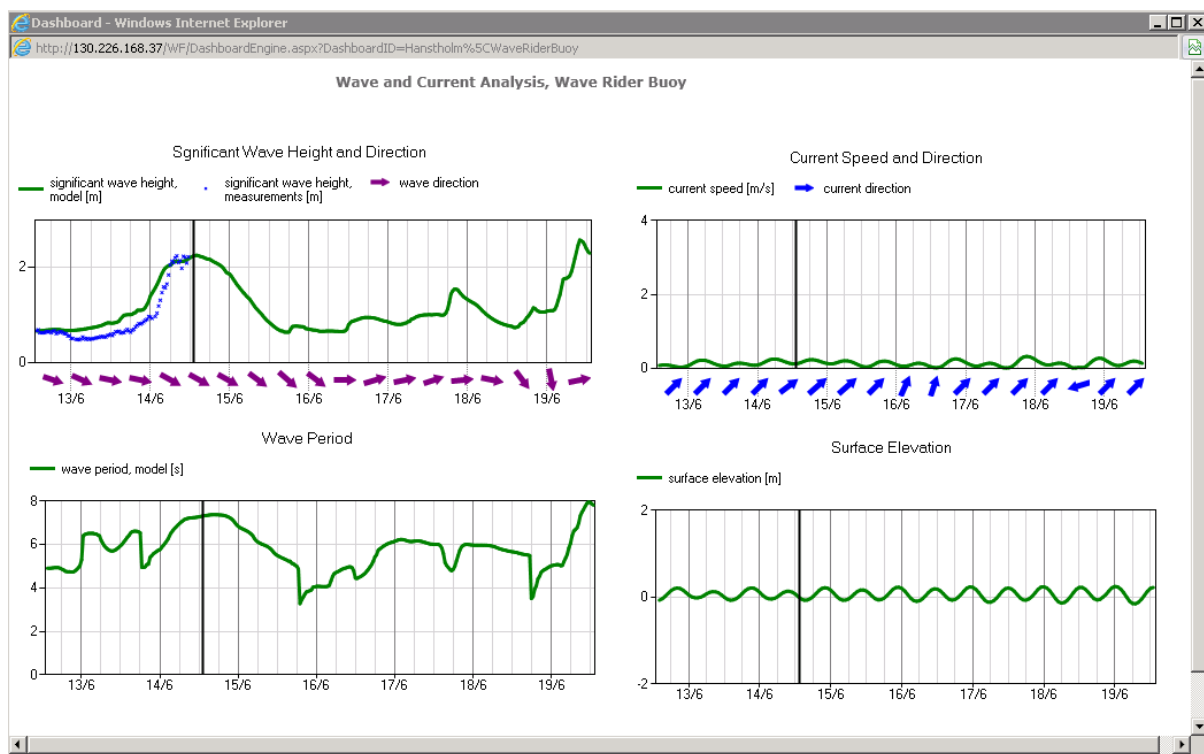 Dashboard - Windows Internet Explorer
http://130.226.168.37/WF/DashboardEngine.aspx?DashboardID=Hanstholm%5CWaveRiderBuoy
Wave and Current Analysis, Wave Rider Buoy
Sgnificant Wave Height and Direction
significant wave height, model [m]
significant wave height, measurements [m]
wave direction
2
0
13/6 14/6 15/6 16/6 17/6 18/6 19/6
Current Speed and Direction
current speed [m/s] current direction
4
2
0
13/6 14/6 15/6 16/6 17/6 18/6 19/6
Wave Period
wave period, model [s]
8
6
4
2
0
13/6 14/6 15/6 16/6 17/6 18/6 19/6
Surface Elevation
surface elevation [m]
2
0
-2
13/6 14/6 15/6 16/6 17/6 18/6 19/6